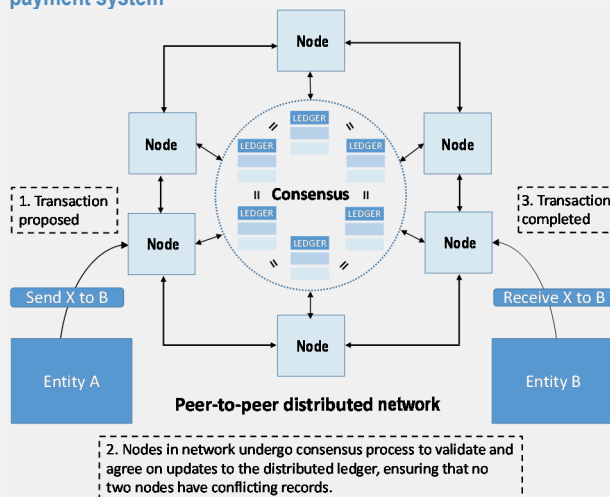 payment system
Node
Node
Node
LEDGER
LEDGER
LEDGER
=
=
1. Transaction
proposed
= Consensus =
3. Transaction
completed
Node
Node
LEDGER
LEDGER
LEDGER
=
=
Send X to B
Receive X to B
Node
Entity A
Entity B
Peer-to-peer distributed network
2. Nodes in network undergo consensus process to validate and
agree on updates to the distributed ledger, ensuring that no
two nodes have conflicting records.